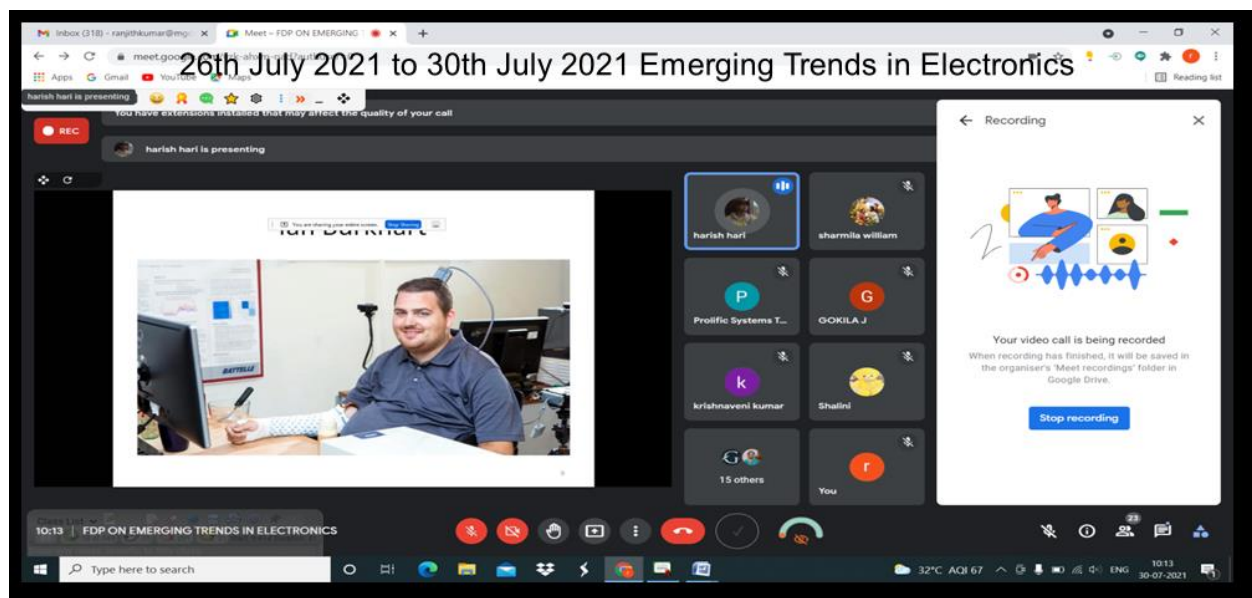 Inbox (318) - ranjithkumar@mg
Meet - FDP ON EMERGING
26th July 2021 to 30th July 2021 Emerging Trends in Electronics
Apps Gmail YouTube Maps Reading list
harish hari is presenting
You have extensions installed that may affect the quality of your call
REC
harish hari is presenting
You are sharing your entire screen. Stop Sharing
BATTELLE
8
harish hari
sharmila william
P
Prolific Systems T...
G
GOKILA J
k
krishnaveni kumar
Shalini
G
15 others
r
You
Recording
Your video call is being recorded
When recording has finished, it will be saved in
the organiser's 'Meet recordings' folder in
Google Drive.
Stop recording
10:13 | FDP ON EMERGING TRENDS IN ELECTRONICS
23
Type here to search
32°C AQI 67
ENG
10:13
30-07-2021